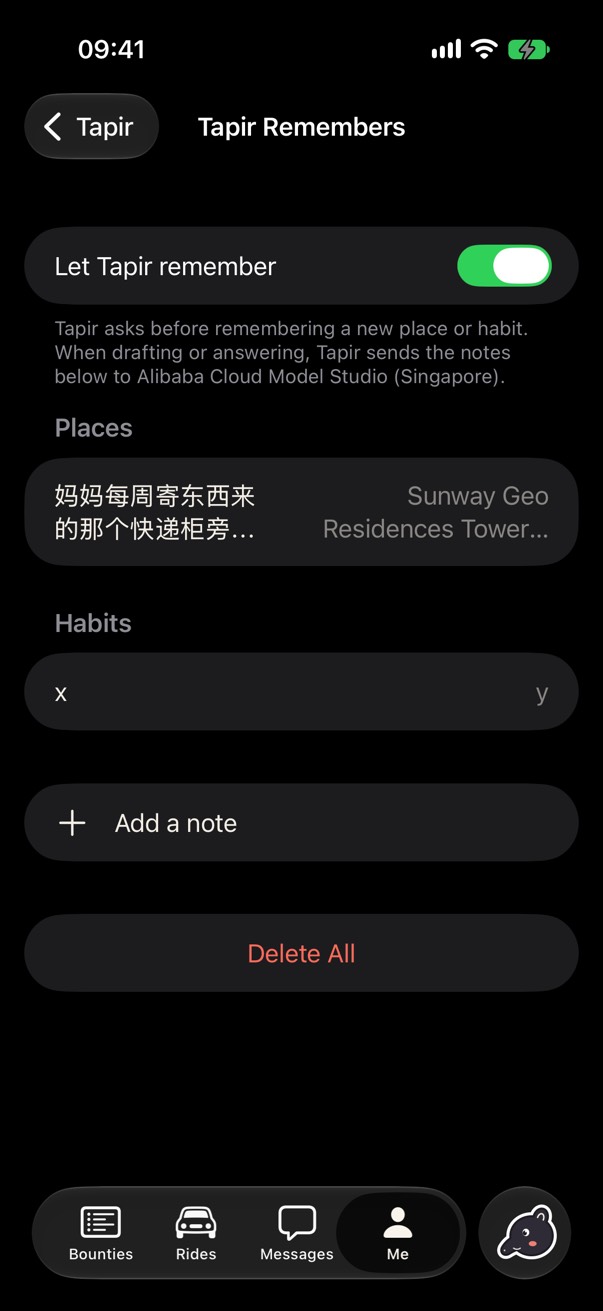 09:41
Tapir
Tapir Remembers
Let Tapir remember
Tapir asks before remembering a new place or habit.
When drafting or answering, Tapir sends the notes
below to Alibaba Cloud Model Studio (Singapore).
Places
妈妈每周寄东西来
的那个快递柜旁…
Sunway Geo
Residences Tower…
Habits
x
y
Add a note
Delete All
Bounties
Rides
Messages
Me